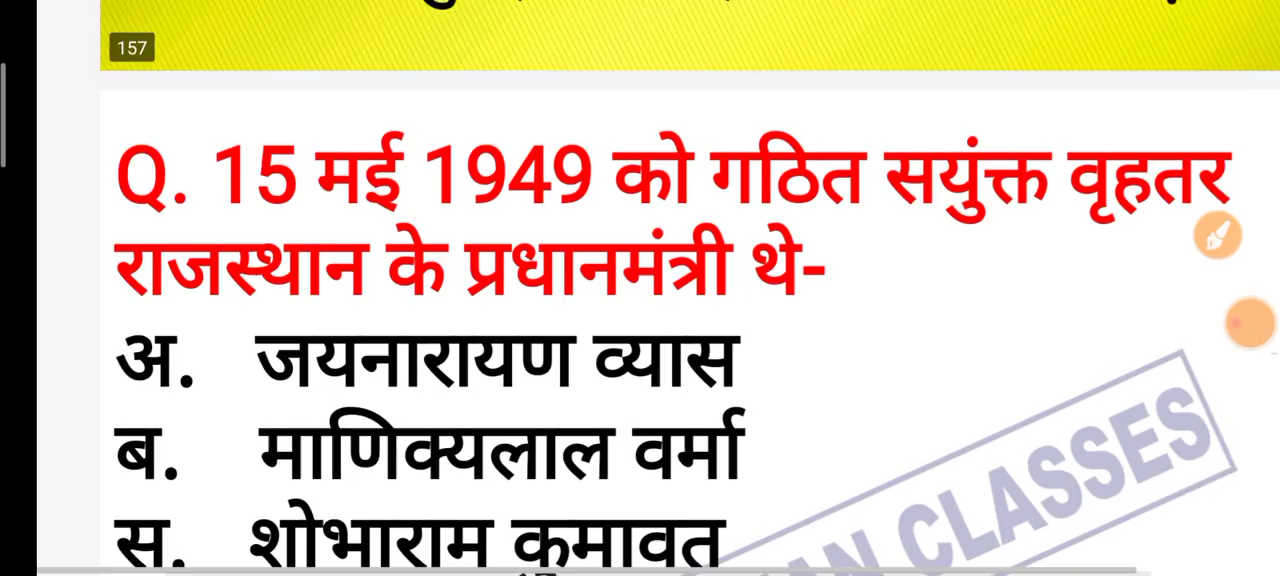 157
Q. 15 मई 1949 को गठित सयुंक्त वृहतर
राजस्थान के प्रधानमंत्री थे-
अ. जयनारायण व्यास
ब. माणिक्यलाल वर्मा
स. शोभाराम कुमावत
CLASSES